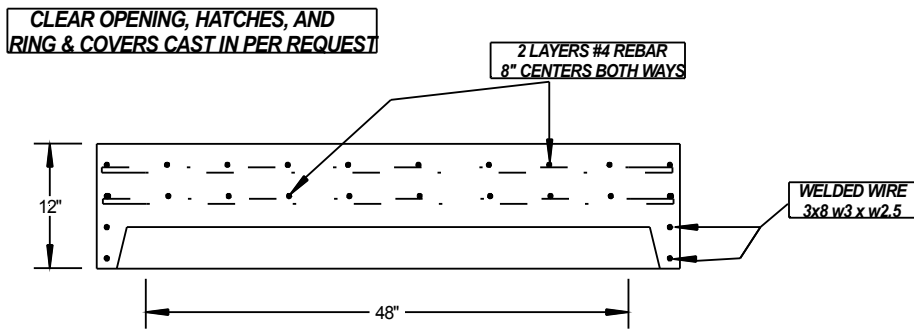 CLEAR OPENING, HATCHES, AND
RING & COVERS CAST IN PER REQUEST
2 LAYERS #4 REBAR
8" CENTERS BOTH WAYS
12"
WELDED WIRE
3x8 w3 x w2.5
48"